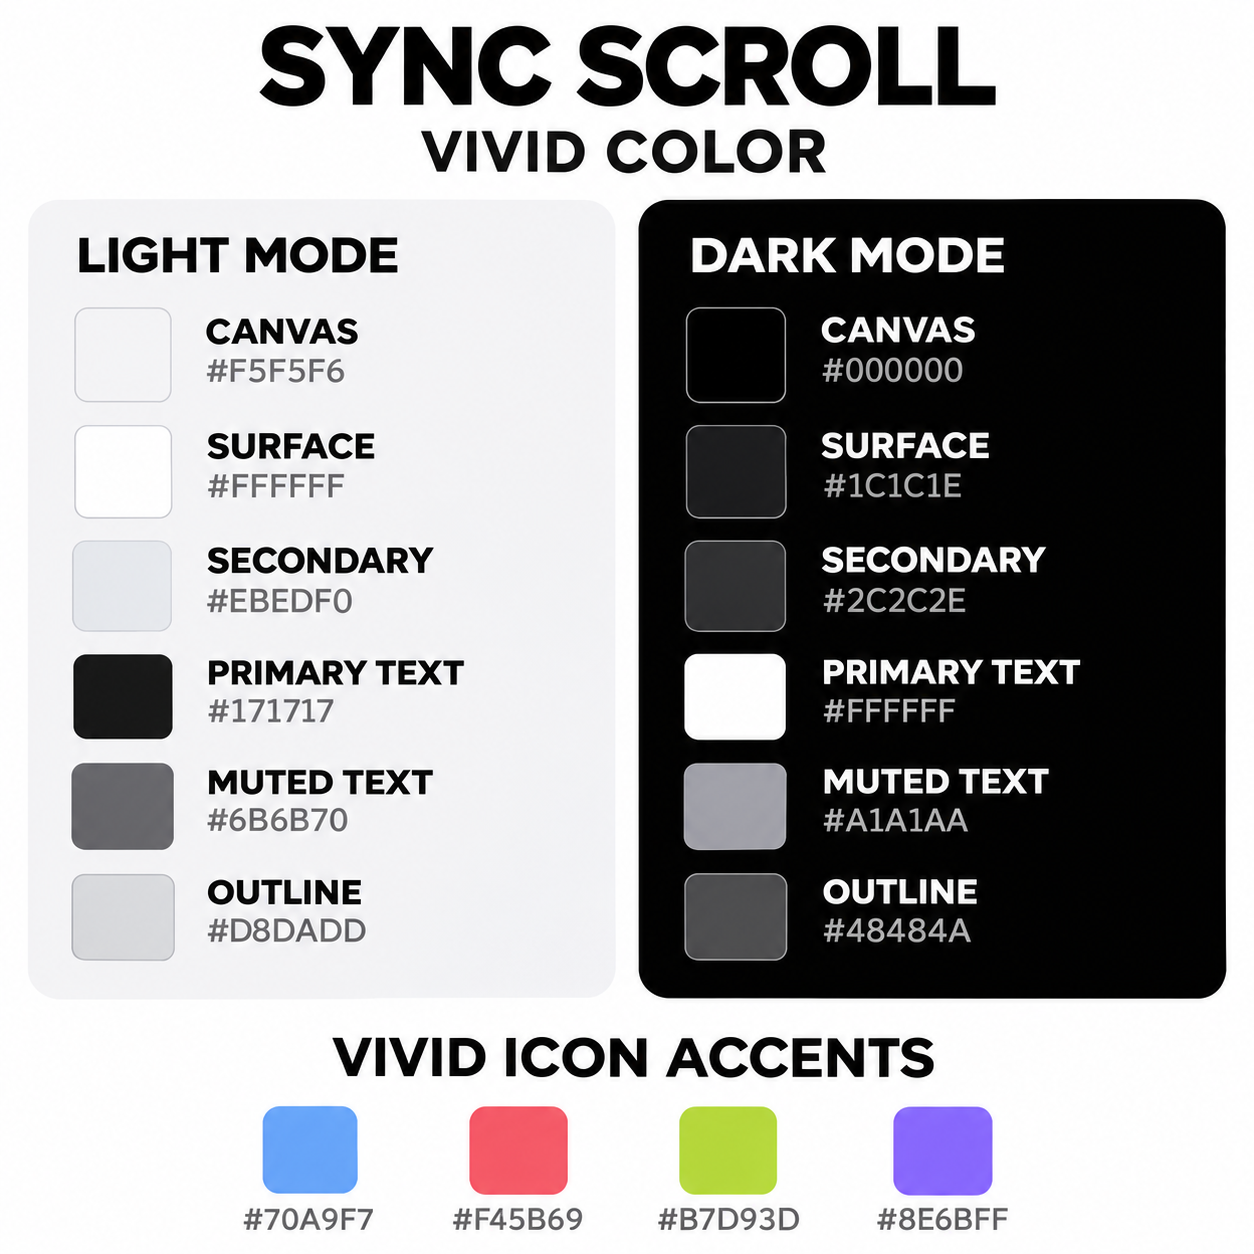 SYNC SCROLL
VIVID COLOR
LIGHT MODE
CANVAS
#F5F5F6
SURFACE
#FFFFFF
SECONDARY
#EBEDF0
PRIMARY TEXT
#171717
MUTED TEXT
#6B6B70
OUTLINE
#D8DADD
DARK MODE
CANVAS
#000000
SURFACE
#1C1C1E
SECONDARY
#2C2C2E
PRIMARY TEXT
#FFFFFF
MUTED TEXT
#A1A1AA
OUTLINE
#48484A
VIVID ICON ACCENTS
#70A9F7
#F45B69
#B7D93D
#8E6BFF